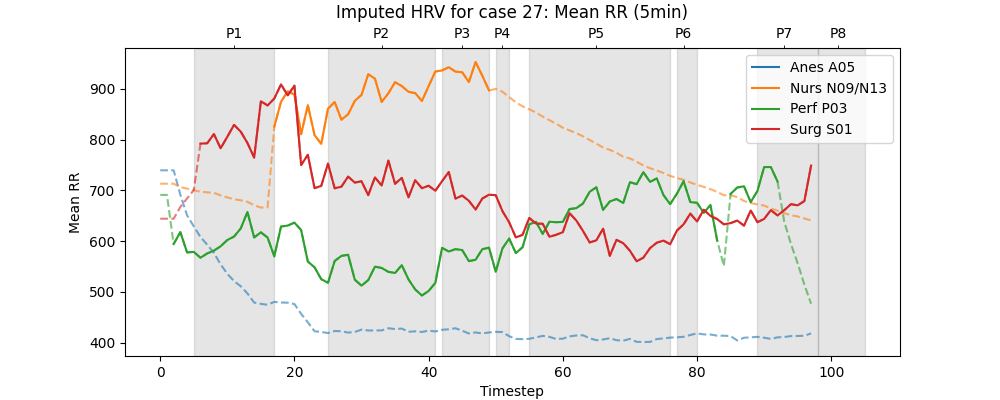 Imputed HRV for case 27: Mean RR (5min)
P1 P2 P3 P4 P5 P6 P7 P8
Anes A05
Nurs N09/N13
Perf P03
Surg S01
Mean RR
900
800
700
600
500
400
0 20 40 60 80 100
Timestep